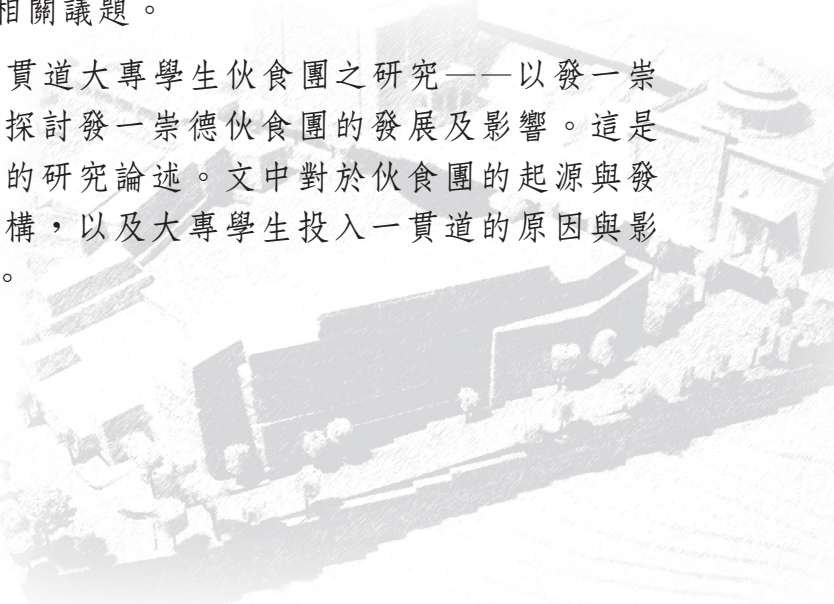 相關議題。
貫道大專學生伙食團之研究——以發一崇
探討發一崇德伙食團的發展及影響。這是
的研究論述。文中對於伙食團的起源與發
構，以及大專學生投入一貫道的原因與影
。